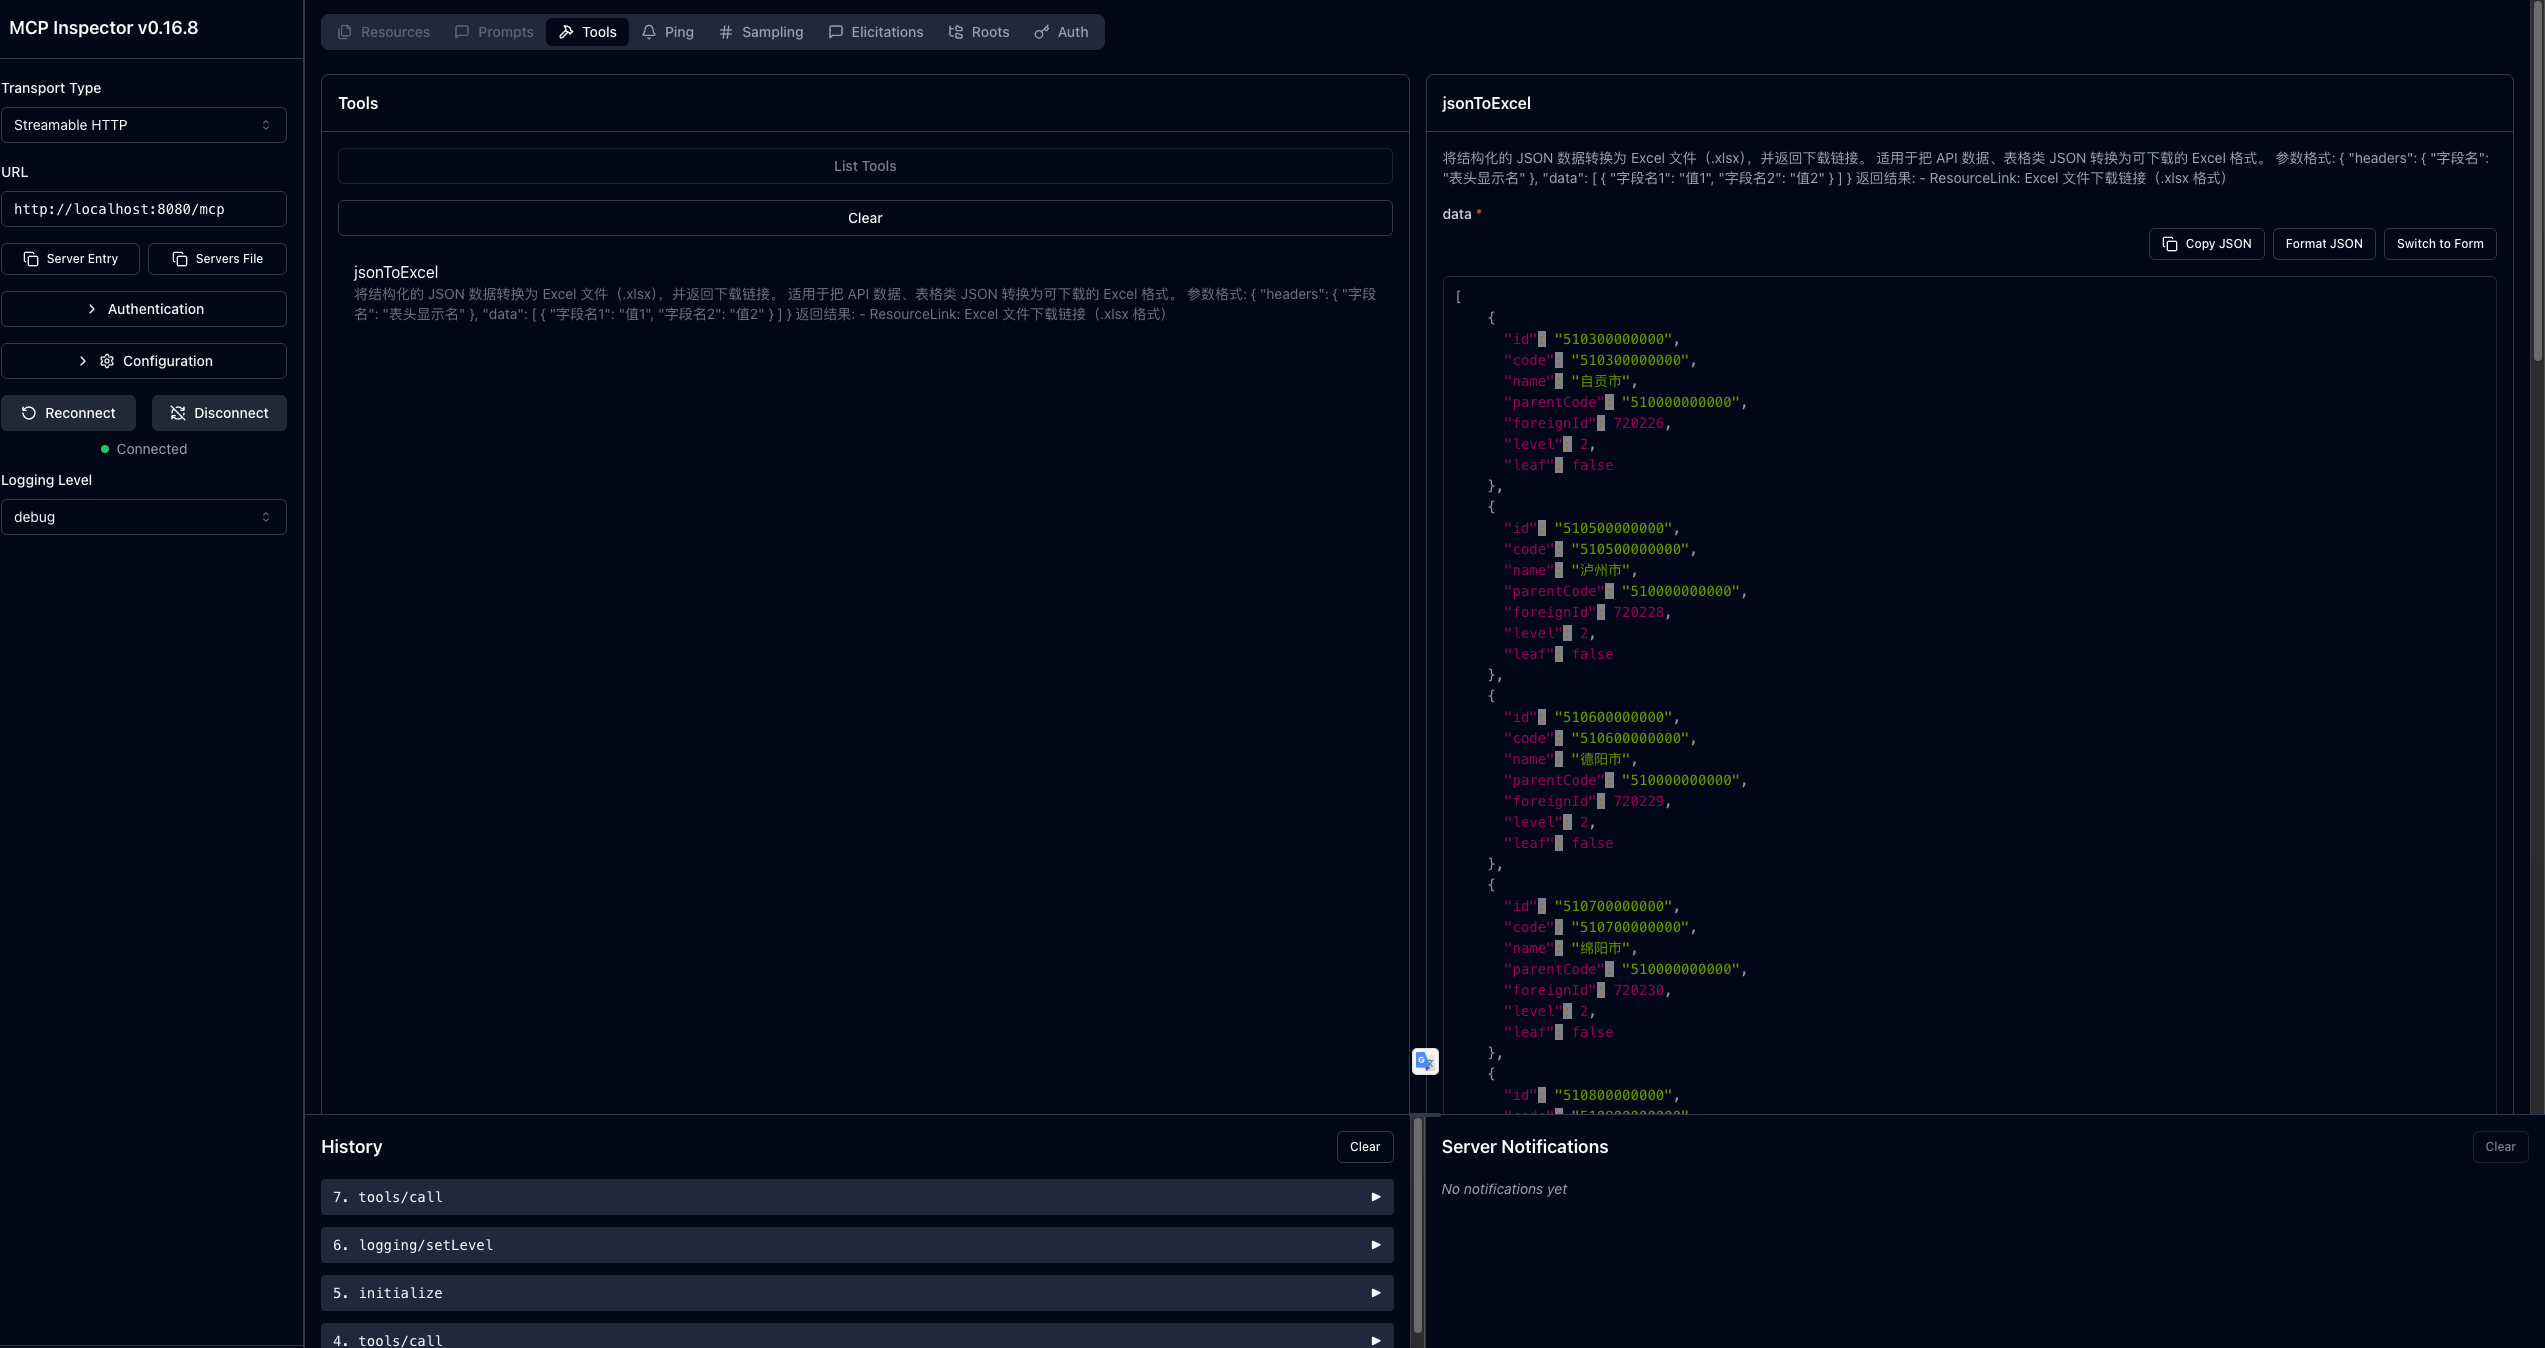 MCP Inspector v0.16.8
Transport Type
Streamable HTTP
URL
http://localhost:8080/mcp
Server Entry
Servers File
Authentication
Configuration
Reconnect
Disconnect
Connected
Logging Level
debug
Resources
Prompts
Tools
Ping
Sampling
Elicitations
Roots
Auth
Tools
List Tools
Clear
jsonToExcel
将结构化的 JSON 数据转换为 Excel 文件（.xlsx)，并返回下载链接。 适用于把 API 数据、表格类 JSON 转换为可下载的 Excel 格式。 参数格式: { "headers": { "字段
名": "表头显示名" }, "data": [ { "字段名1": "值1", "字段名2": "值2" } ] } 返回结果: - ResourceLink: Excel 文件下载链接（.xlsx 格式）
jsonToExcel
将结构化的 JSON 数据转换为 Excel 文件（.xlsx)，并返回下载链接。 适用于把 API 数据、表格类 JSON 转换为可下载的 Excel 格式。 参数格式: { "headers": { "字段名":
"表头显示名" }, "data": [ { "字段名1": "值1", "字段名2": "值2" } ] } 返回结果: - ResourceLink: Excel 文件下载链接（.xlsx 格式）
data *
Copy JSON
Format JSON
Switch to Form
[
{
"id": "510300000000",
"code": "510300000000",
"name": "自贡市",
"parentCode": "510000000000",
"foreignId": 720226,
"level": 2,
"leaf": false
},
{
"id": "510500000000",
"code": "510500000000",
"name": "泸州市",
"parentCode": "510000000000",
"foreignId": 720228,
"level": 2,
"leaf": false
},
{
"id": "510600000000",
"code": "510600000000",
"name": "德阳市",
"parentCode": "510000000000",
"foreignId": 720229,
"level": 2,
"leaf": false
},
{
"id": "510700000000",
"code": "510700000000",
"name": "绵阳市",
"parentCode": "510000000000",
"foreignId": 720230,
"level": 2,
"leaf": false
},
{
"id": "510800000000",
"code": "510800000000"
History
Clear
7. tools/call
6. logging/setLevel
5. initialize
4. tools/call
Server Notifications
Clear
No notifications yet